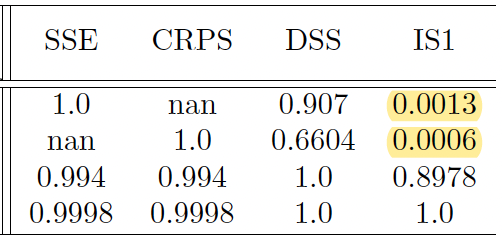 SSE CRPS DSS IS1
1.0 nan 0.907 0.0013
nan 1.0 0.6604 0.0006
0.994 0.994 1.0 0.8978
0.9998 0.9998 1.0 1.0